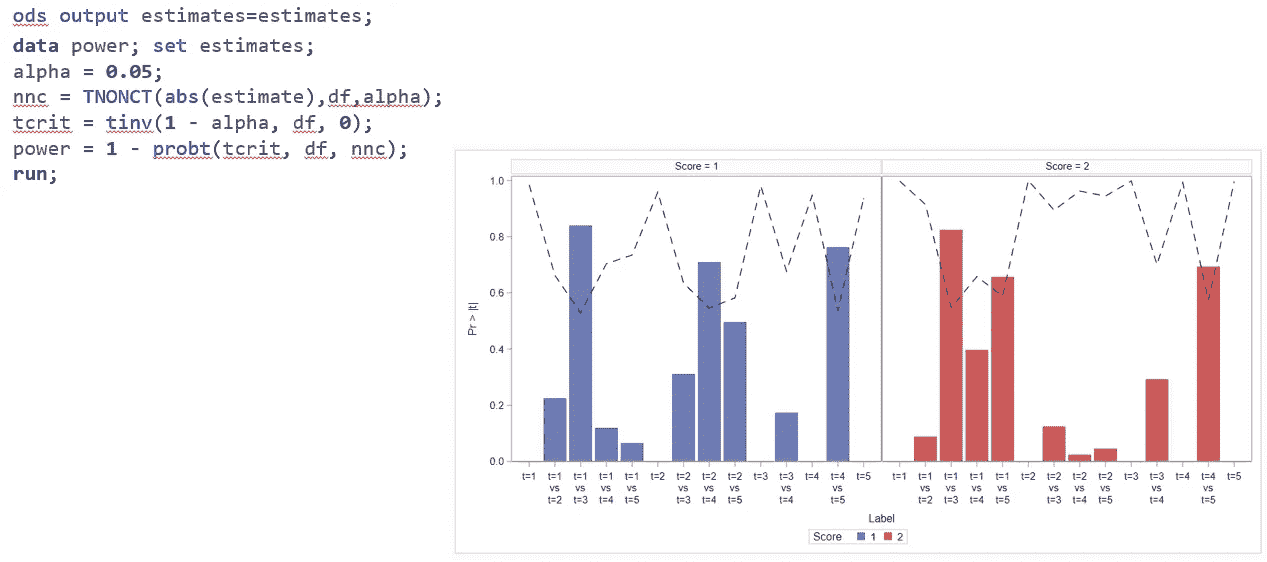 ods output estimates=estimates;
data power; set estimates;
alpha = 0.05;
nnc = TNONCT(abs(estimate),df,alpha);
tcrit = tinv(1 - alpha, df, 0);
power = 1 - probt(tcrit, df, nnc);
run;
Score = 1 Score = 2
1.0
0.8
0.6
0.4
0.2
0.0
Pr > |t|
t=1 t=1 t=1 t=1 t=1 t=2 t=2 t=2 t=2 t=3 t=3 t=4 t=4 t=5 t=1 t=1 t=1 t=1 t=1 t=2 t=2 t=2 t=2 t=3 t=3 t=4 t=4 t=5
vs vs vs vs vs vs vs vs vs vs vs vs vs vs vs vs vs vs
t=2 t=3 t=4 t=5 t=3 t=4 t=5 t=4 t=5 t=2 t=3 t=4 t=5 t=3 t=4 t=5 t=4 t=5
Label
Score 1 2